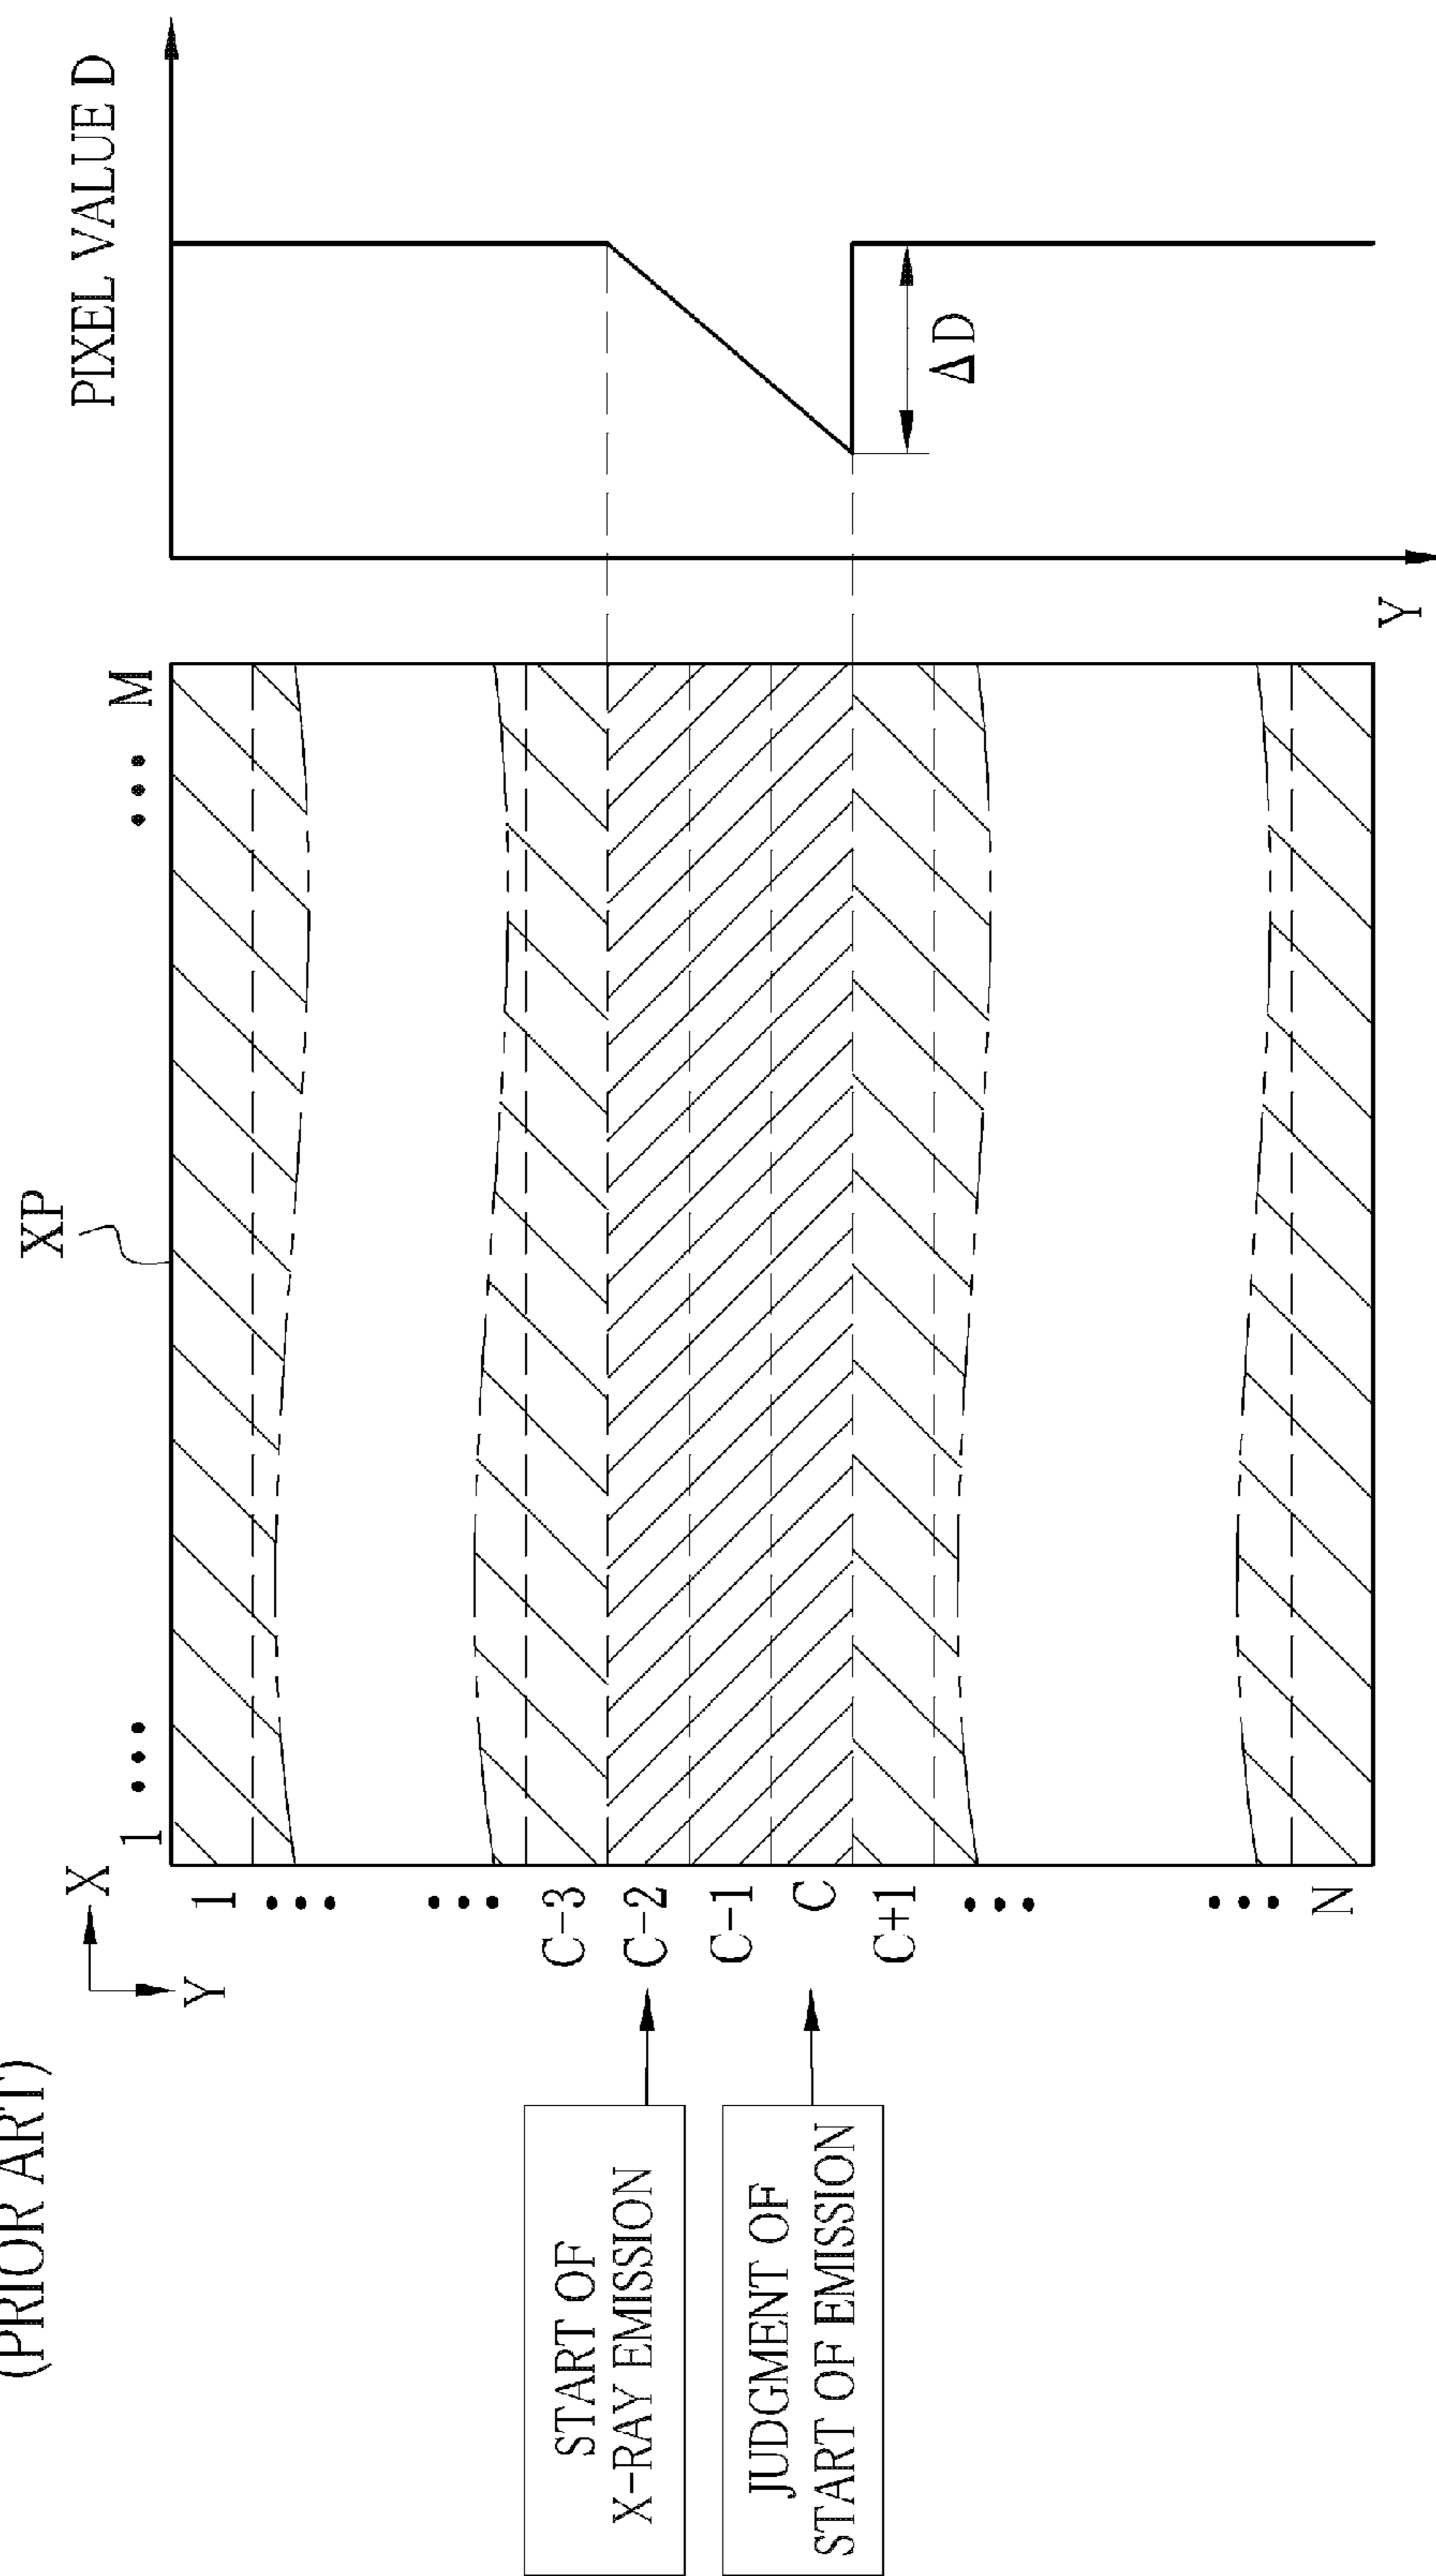 (PRIOR ART)
XP
PIXEL VALUE D
X
Y
1 ••• ••• M
1
•••
•••
C-3
C-2
C-1
C
C+1
•••
•••
N
START OF
X-RAY EMISSION
JUDGMENT OF
START OF EMISSION
ΔD
Y